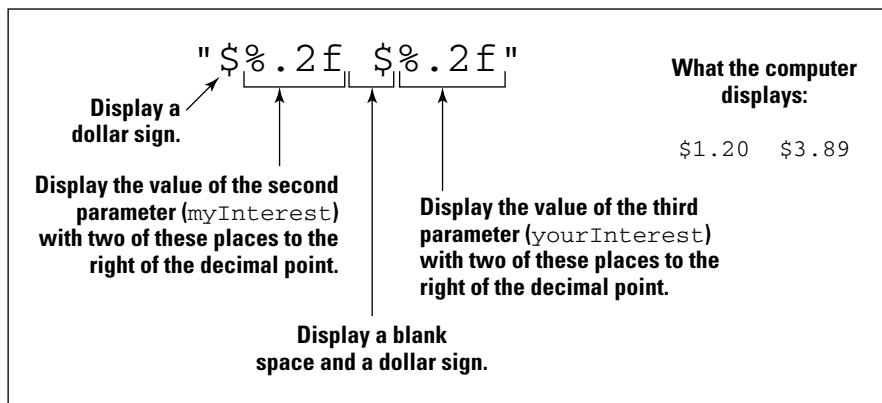 "$%.2f $%.2f"
Display a
dollar sign.
Display the value of the second
parameter (myInterest)
with two of these places to the
right of the decimal point.
Display a blank
space and a dollar sign.
Display the value of the third
parameter (yourInterest)
with two of these places to the
right of the decimal point.
What the computer
displays:
$1.20 $3.89